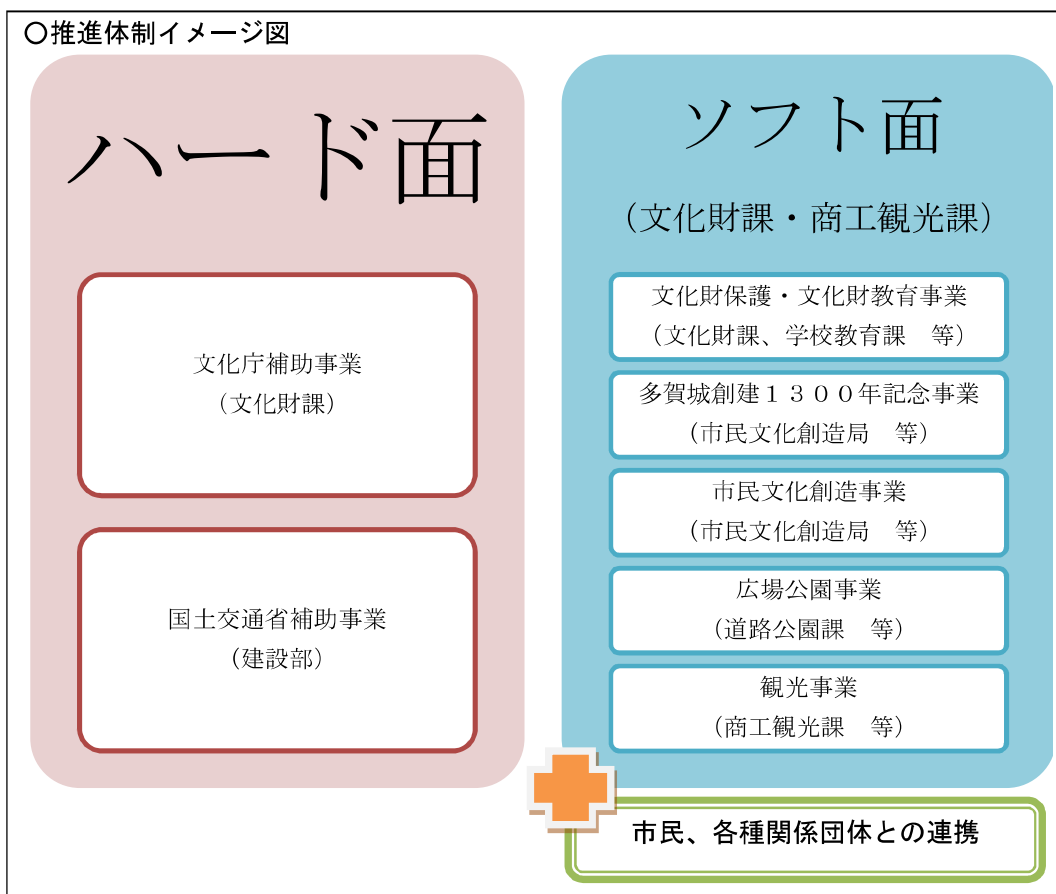 〇推進体制イメージ図
ハード面
文化庁補助事業
（文化財課）
国土交通省補助事業
（建設部）
ソフト面
（文化財課・商工観光課）
文化財保護・文化財教育事業
（文化財課、学校教育課　等）
多賀城創建１３００年記念事業
（市民文化創造局　等）
市民文化創造事業
（市民文化創造局　等）
広場公園事業
（道路公園課　等）
観光事業
（商工観光課　等）
市民、各種関係団体との連携